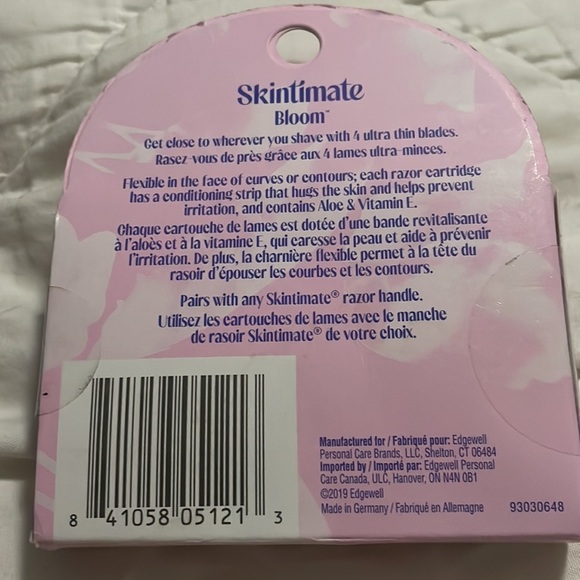 Skintimate
Bloom™
Get close to wherever you shave with 4 ultra thin blades.
Rasez-vous de près grâce aux 4 lames ultra-minces.
Flexible in the face of curves or contours; each razor cartridge
has a conditioning strip that hugs the skin and helps prevent
irritation, and contains Aloe & Vitamin E.
Chaque cartouche de lames est dotée d'une bande revitalisante
à l'aloès et à la vitamine E, qui caresse la peau et aide à prévenir
l'irritation. De plus, la charnière flexible permet à la tête du
rasoir d'épouser les courbes et les contours.
Pairs with any Skintimate® razor handle.
Utilisez les cartouches de lames avec le manche
de rasoir Skintimate® de votre choix.
Manufactured for / Fabriqué pour: Edgewell
Personal Care Brands, LLC, Shelton, CT 06484
Imported by / Importé par: Edgewell Personal
Care Canada, ULC, Hanover, ON N4N 0B1
©2019 Edgewell
Made in Germany / Fabriqué en Allemagne
93030648
8 41058 05121 3